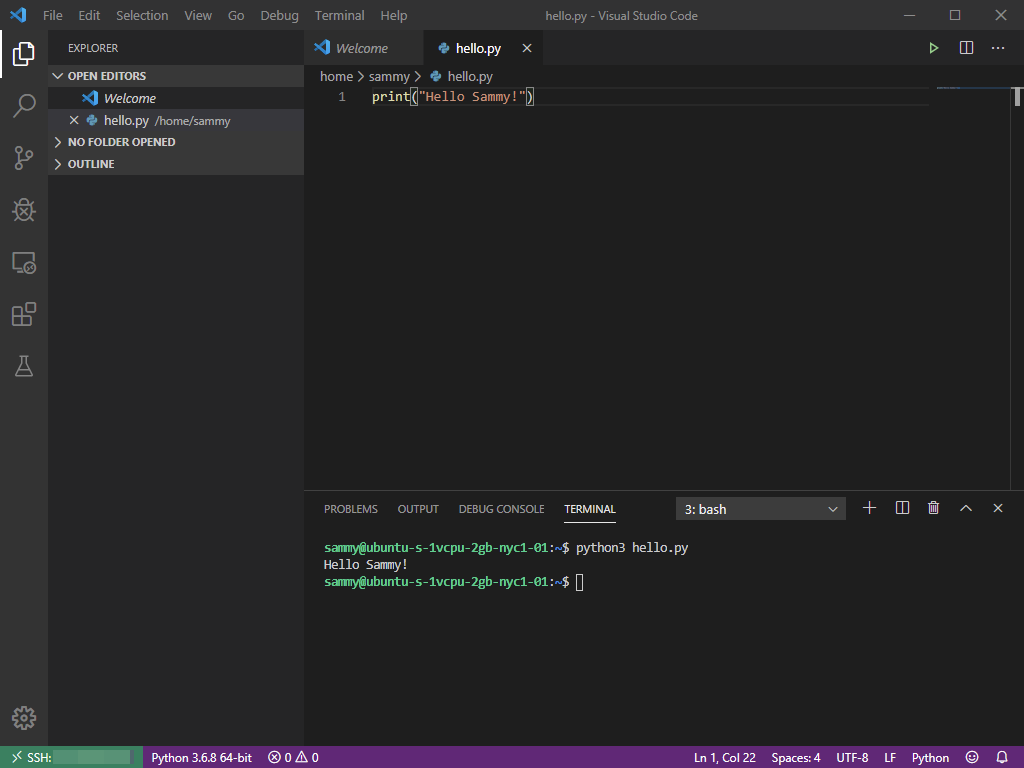 File Edit Selection View Go Debug Terminal Help hello.py - Visual Studio Code
EXPLORER
OPEN EDITORS
Welcome
hello.py /home/sammy
NO FOLDER OPENED
OUTLINE
Welcome hello.py
home > sammy > hello.py
1 print("Hello Sammy!")
PROBLEMS OUTPUT DEBUG CONSOLE TERMINAL 3: bash
sammy@ubuntu-s-1vcpu-2gb-nyc1-01:~$ python3 hello.py
Hello Sammy!
sammy@ubuntu-s-1vcpu-2gb-nyc1-01:~$
SSH: Python 3.6.8 64-bit 0 0 Ln 1, Col 22 Spaces: 4 UTF-8 LF Python